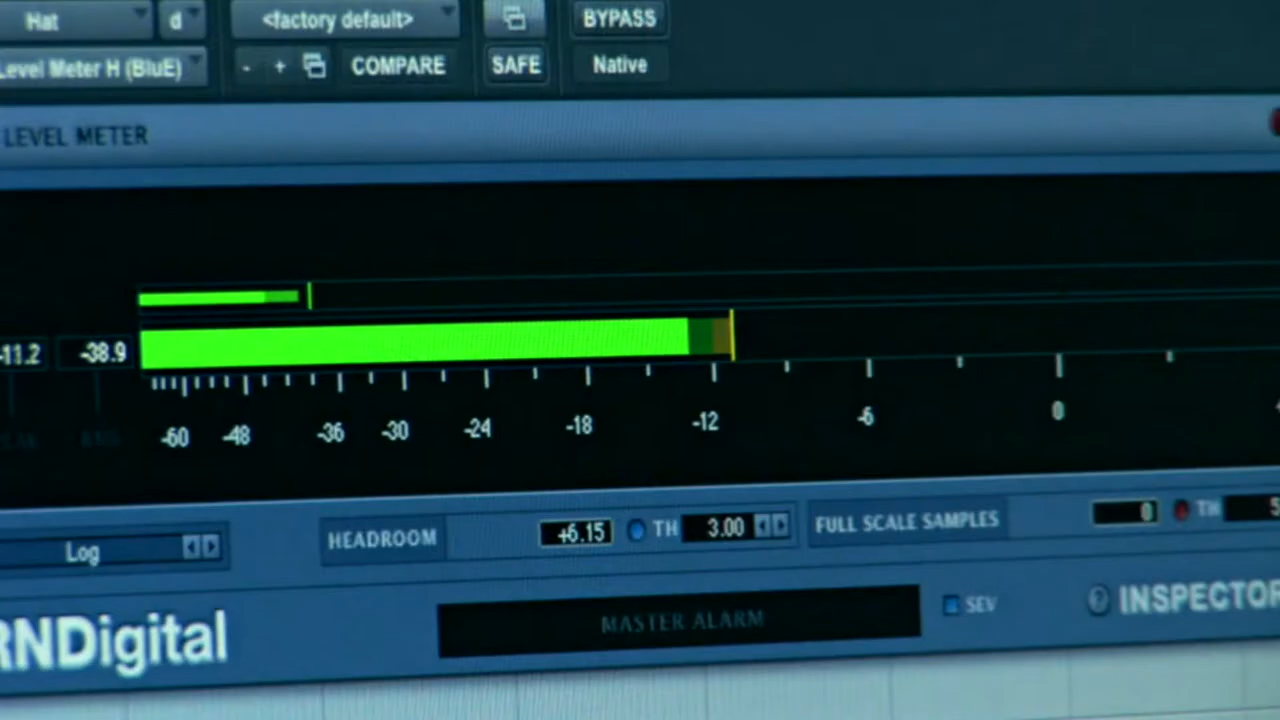 Hat d <factory default> BYPASS
Level Meter H (BluE) - + COMPARE SAFE Native
LEVEL METER
-11.2 -38.9
-60 -48 -36 -30 -24 -18 -12 -6 0
HEADROOM +6.15 TH 3.00 FULL SCALE SAMPLES 0 TH 5
Log
MASTER ALARM SEV ? INSPECTOR
RNDigital